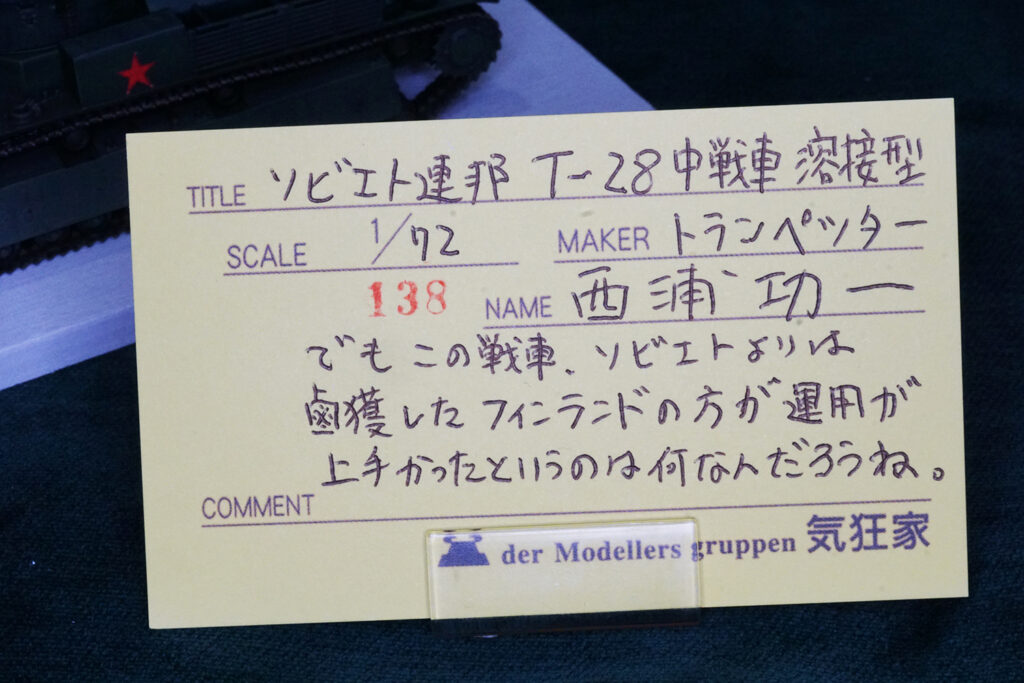 TITLE ソビエト連邦 T-28中戦車 溶接型
SCALE 1/72 MAKER トランペッター
138 NAME 西浦 功一
でもこの戦車、ソビエトよりは
鹵獲したフィンランドの方が運用が
上手かったというのは何なんだろうね。
COMMENT
der Modellers gruppen 気狂家